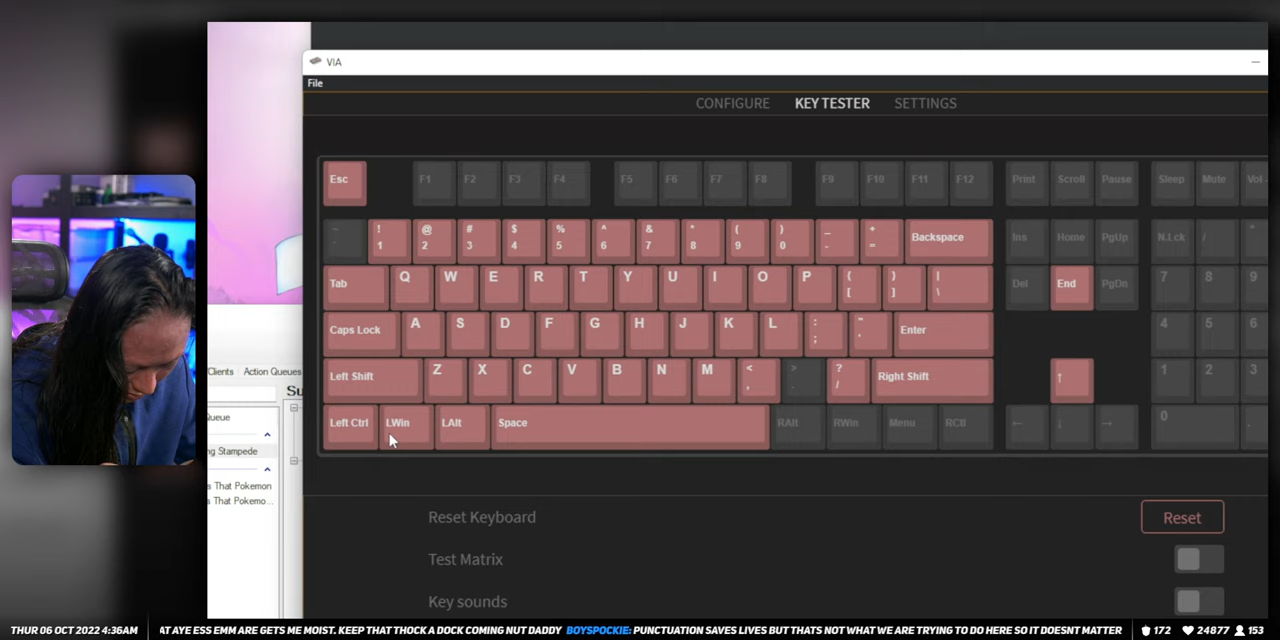 VIA
File
CONFIGURE KEY TESTER SETTINGS
Esc F1 F2 F3 F4 F5 F6 F7 F8 F9 F10 F11 F12 Print Scroll Pause Sleep Mute Vol
~ ! @ # $ % ^ & * ( ) _ +
1 2 3 4 5 6 7 8 9 0 - = Backspace Ins Home PgUp N.Lck / *
Tab Q W E R T Y U I O P { [ } ] | \ Del End PgDn 7 8 9
Caps Lock A S D F G H J K L : ; " ' Enter 4 5 6
Left Shift Z X C V B N M < , > . ? / Right Shift ↑ 1 2 3
Left Ctrl LWin LAlt Space RAlt RWin Menu RCtl ← ↓ → 0 .
Clients Action Queues
Su
Queue
ng Stampede
s That Pokemon
s That Pokemo...
Reset Keyboard Reset
Test Matrix
Key sounds
THUR 06 OCT 2022 4:36AM AT AYE ESS EMM ARE GETS ME MOIST. KEEP THAT THOCK A DOCK COMING NUT DADDY BOYSPOCKIE: PUNCTUATION SAVES LIVES BUT THATS NOT WHAT WE ARE TRYING TO DO HERE SO IT DOESNT MATTER 172 24877 153